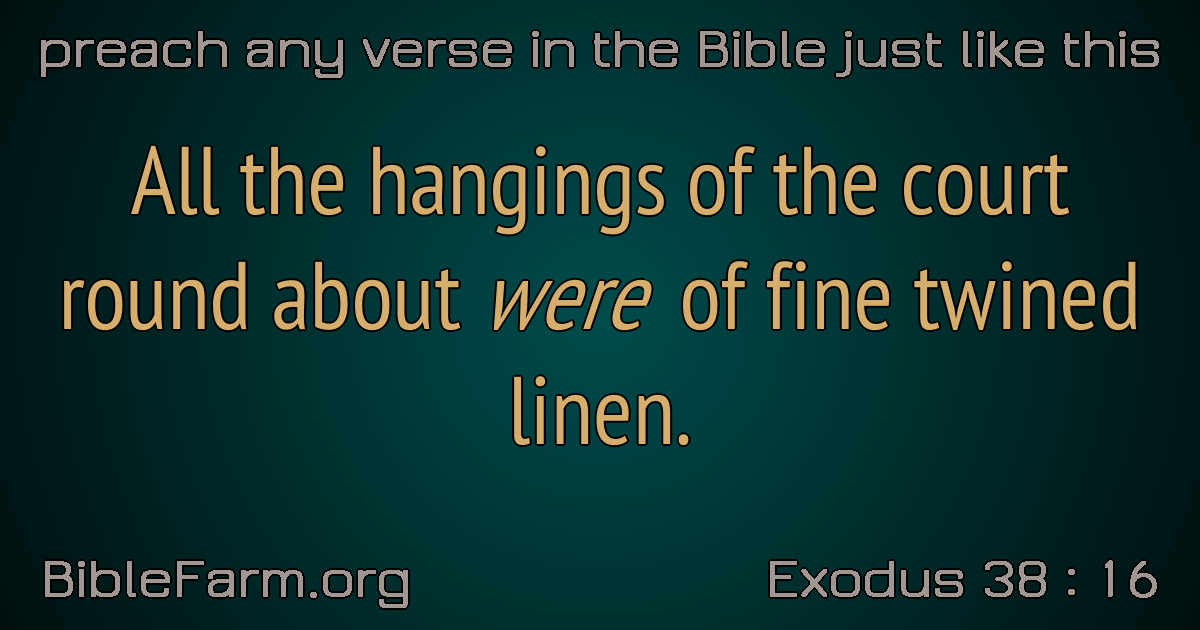 preach any verse in the Bible just like this
All the hangings of the court
round about were of fine twined
linen.
BibleFarm.org
Exodus 38 : 16